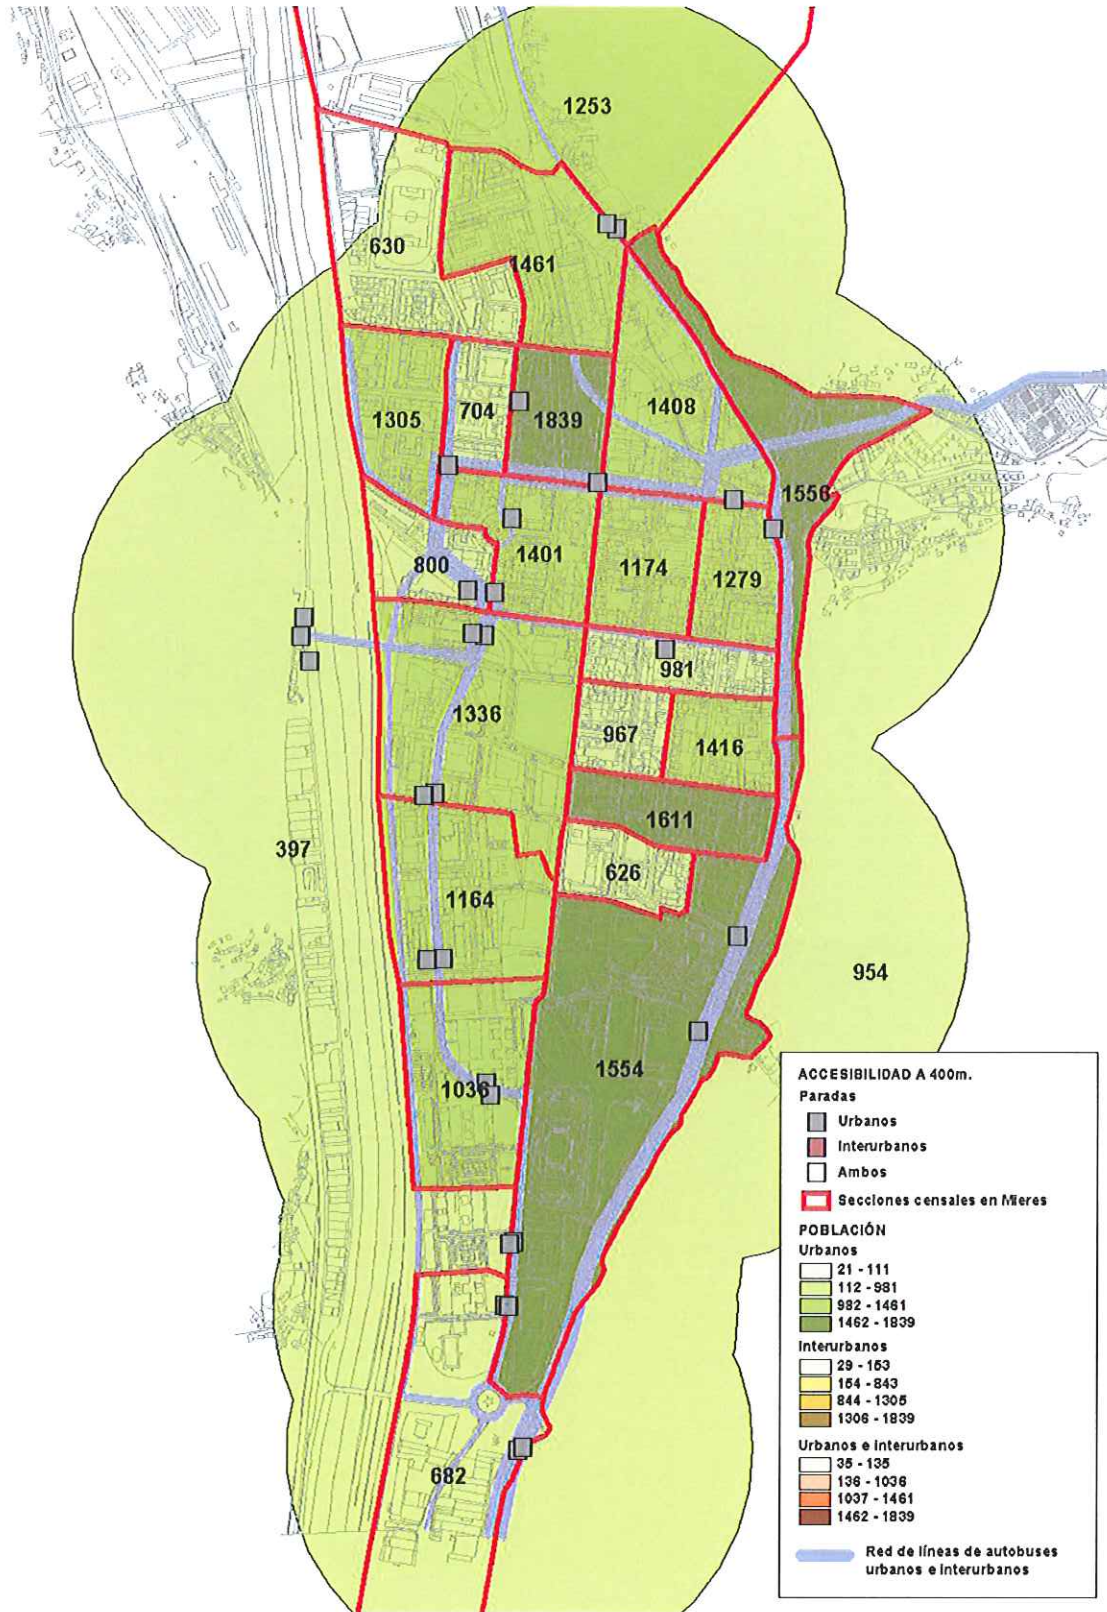 1253
630
1461
1305
704
1839
1408
1556
800
1401
1174
1279
981
1336
967
1416
1611
397
626
1164
954
1036
1554
682
ACCESIBILIDAD A 400m.
Paradas
Urbanos
Interurbanos
Ambos
Secciones censales en Mieres
POBLACIÓN
Urbanos
21 - 111
112 - 981
982 - 1461
1462 - 1839
Interurbanos
29 - 153
154 - 843
844 - 1305
1306 - 1839
Urbanos e Interurbanos
35 - 135
136 - 1036
1037 - 1461
1462 - 1839
Red de líneas de autobuses
urbanos e interurbanos